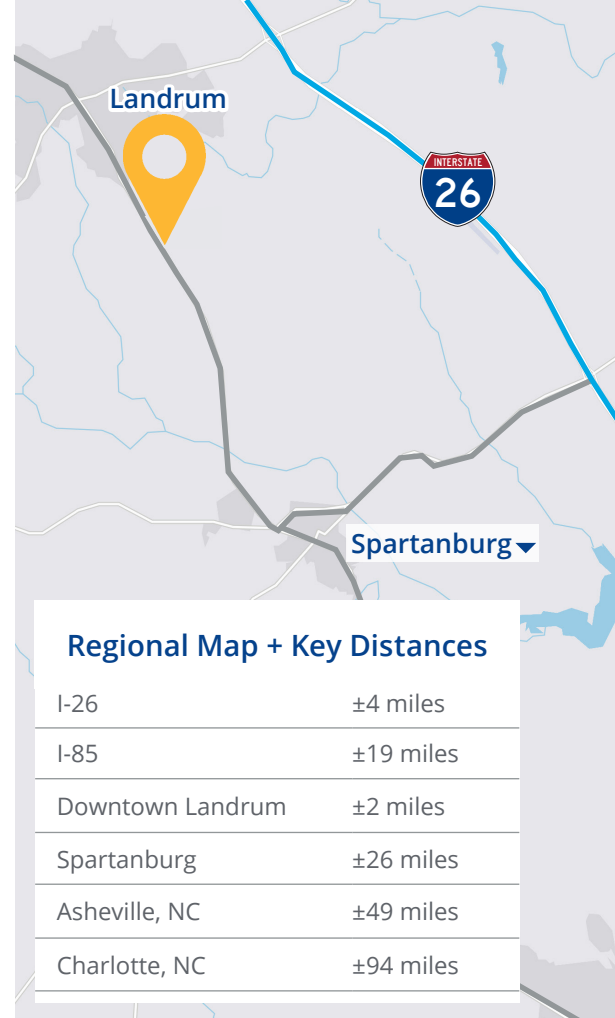 Landrum
INTERSTATE
26
Spartanburg
Regional Map + Key Distances
I-26 ±4 miles
I-85 ±19 miles
Downtown Landrum ±2 miles
Spartanburg ±26 miles
Asheville, NC ±49 miles
Charlotte, NC ±94 miles